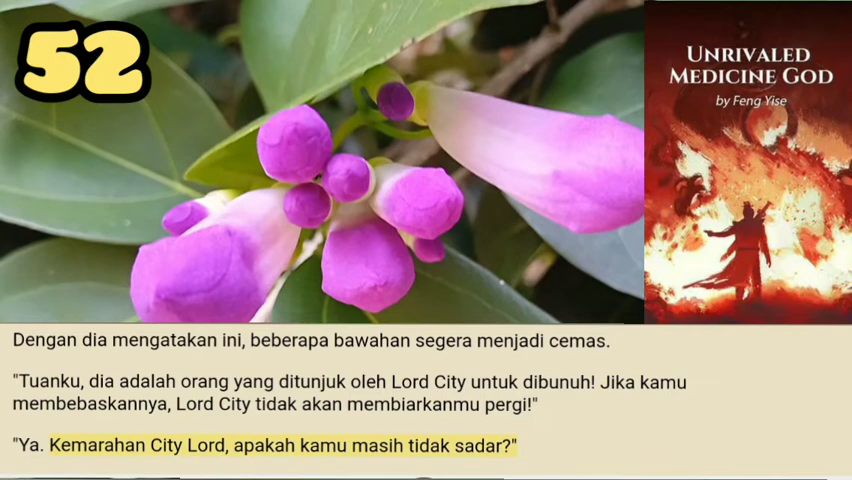 52
UNRIVALED
MEDICINE GOD
by Feng Yise
Dengan dia mengatakan ini, beberapa bawahan segera menjadi cemas.
"Tuanku, dia adalah orang yang ditunjuk oleh Lord City untuk dibunuh! Jika kamu
membebaskannya, Lord City tidak akan membiarkanmu pergi!"
"Ya. Kemarahan City Lord, apakah kamu masih tidak sadar?"